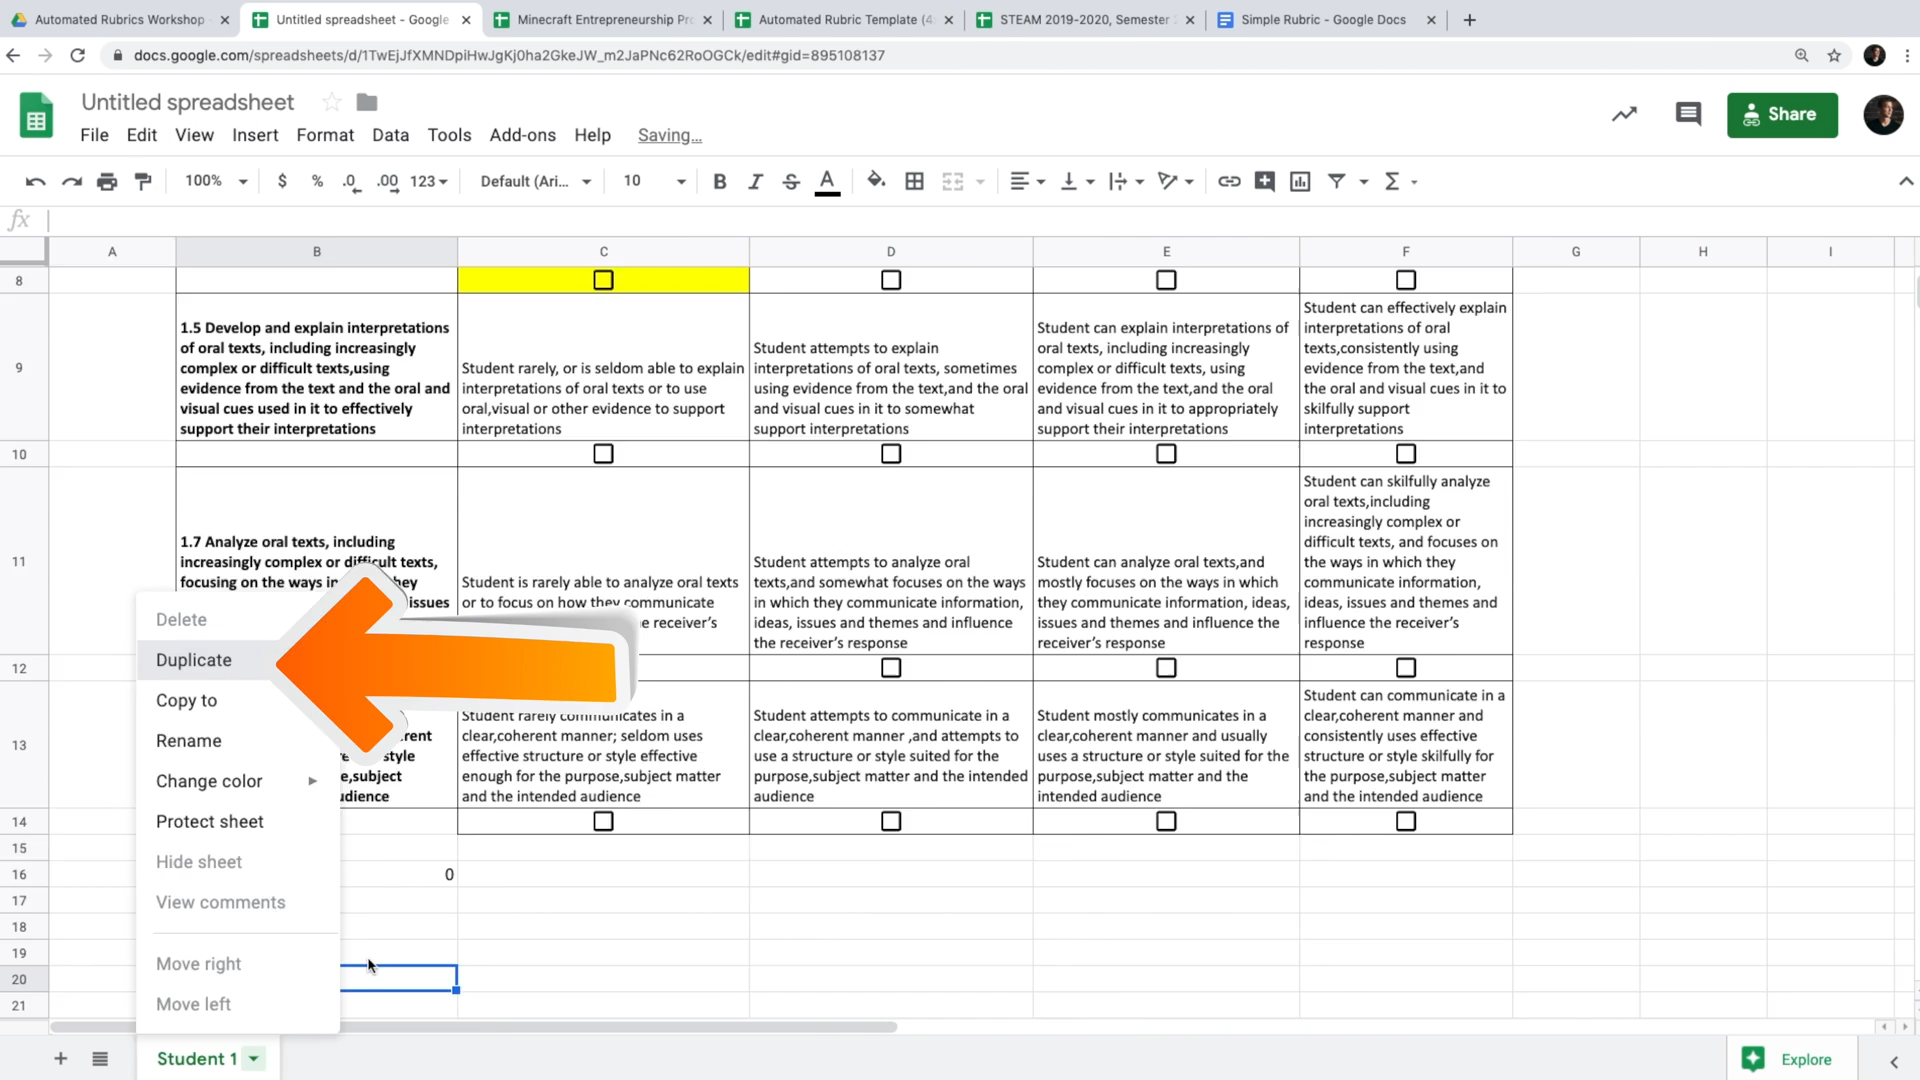 Automated Rubrics Workshop
Untitled spreadsheet - Google
Minecraft Entrepreneurship Pr
Automated Rubric Template (4
STEAM 2019-2020, Semester
Simple Rubric - Google Docs
docs.google.com/spreadsheets/d/1TwEjJfXMNDpiHwJgKj0ha2GkeJW_m2JaPNc62RoOGCk/edit#gid=895108137
Untitled spreadsheet
File Edit View Insert Format Data Tools Add-ons Help Saving...
Share
100% $ % .0 .00 123 Default (Ari... 10 B I S A Σ
fx
A B C D E F G H I
8
9
1.5 Develop and explain interpretations
of oral texts, including increasingly
complex or difficult texts,using
evidence from the text and the oral and
visual cues used in it to effectively
support their interpretations
Student rarely, or is seldom able to explain
interpretations of oral texts or to use
oral,visual or other evidence to support
interpretations
Student attempts to explain
interpretations of oral texts, sometimes
using evidence from the text,and the oral
and visual cues in it to somewhat
support interpretations
Student can explain interpretations of
oral texts, including increasingly
complex or difficult texts, using
evidence from the text,and the oral
and visual cues in it to appropriately
support their interpretations
Student can effectively explain
interpretations of oral
texts,consistently using
evidence from the text,and
the oral and visual cues in it to
skilfully support
interpretations
10
11
1.7 Analyze oral texts, including
increasingly complex or difficult texts,
focusing on the ways in they
issues
Student is rarely able to analyze oral texts
or to focus on how they communicate
e receiver's
Student attempts to analyze oral
texts,and somewhat focuses on the ways
in which they communicate information,
ideas, issues and themes and influence
the receiver's response
Student can analyze oral texts,and
mostly focuses on the ways in which
they communicate information, ideas,
issues and themes and influence the
receiver's response
Student can skilfully analyze
oral texts,including
increasingly complex or
difficult texts, and focuses on
the ways in which they
communicate information,
ideas, issues and themes and
influence the receiver's
response
12
13
erent
style
e,subject
udience
Student rarely communicates in a
clear,coherent manner; seldom uses
effective structure or style effective
enough for the purpose,subject matter
and the intended audience
Student attempts to communicate in a
clear,coherent manner ,and attempts to
use a structure or style suited for the
purpose,subject matter and the intended
audience
Student mostly communicates in a
clear,coherent manner and usually
uses a structure or style suited for the
purpose,subject matter and the
intended audience
Student can communicate in a
clear,coherent manner and
consistently uses effective
structure or style skilfully for
the purpose,subject matter
and the intended audience
14
15
16
0
17
18
19
20
21
Delete
Duplicate
Copy to
Rename
Change color
Protect sheet
Hide sheet
View comments
Move right
Move left
Student 1
Explore